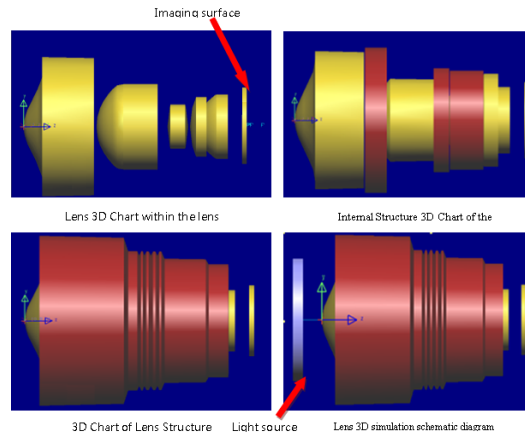 Imaging surface
Lens 3D Chart within the lens
Internal Structure 3D Chart of the
3D Chart of Lens Structure
Light source
Lens 3D simulation schematic diagram